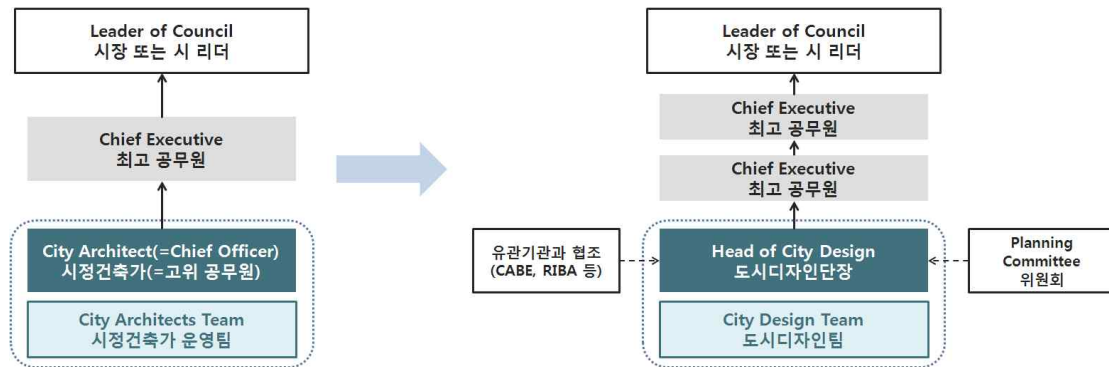 Leader of Council
시장 또는 시 리더
Chief Executive
최고 공무원
City Architect(=Chief Officer)
시정건축가(=고위 공무원)
City Architects Team
시정건축가 운영팀
Leader of Council
시장 또는 시 리더
Chief Executive
최고 공무원
Chief Executive
최고 공무원
유관기관과 협조
(CABE, RIBA 등)
Head of City Design
도시디자인단장
Planning
Committee
위원회
City Design Team
도시디자인팀